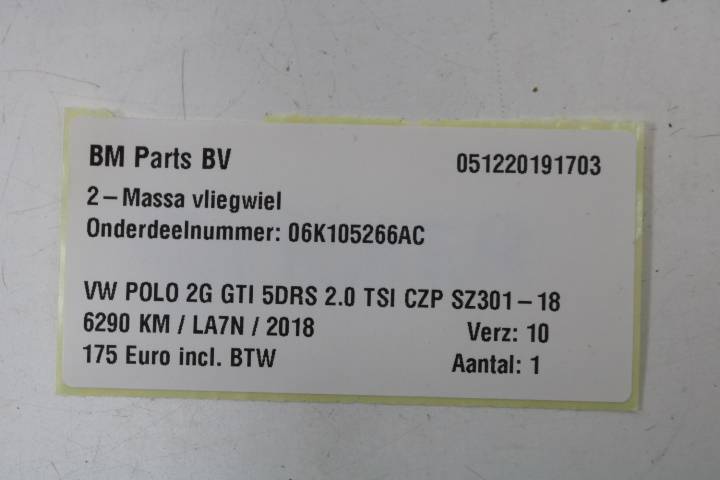 BM Parts BV 051220191703
2-Massa vliegwiel
Onderdeelnummer: 06K105266AC
VW POLO 2G GTI 5DRS 2.0 TSI CZP SZ301-18
6290 KM / LA7N / 2018 Verz: 10
175 Euro incl. BTW Aantal: 1